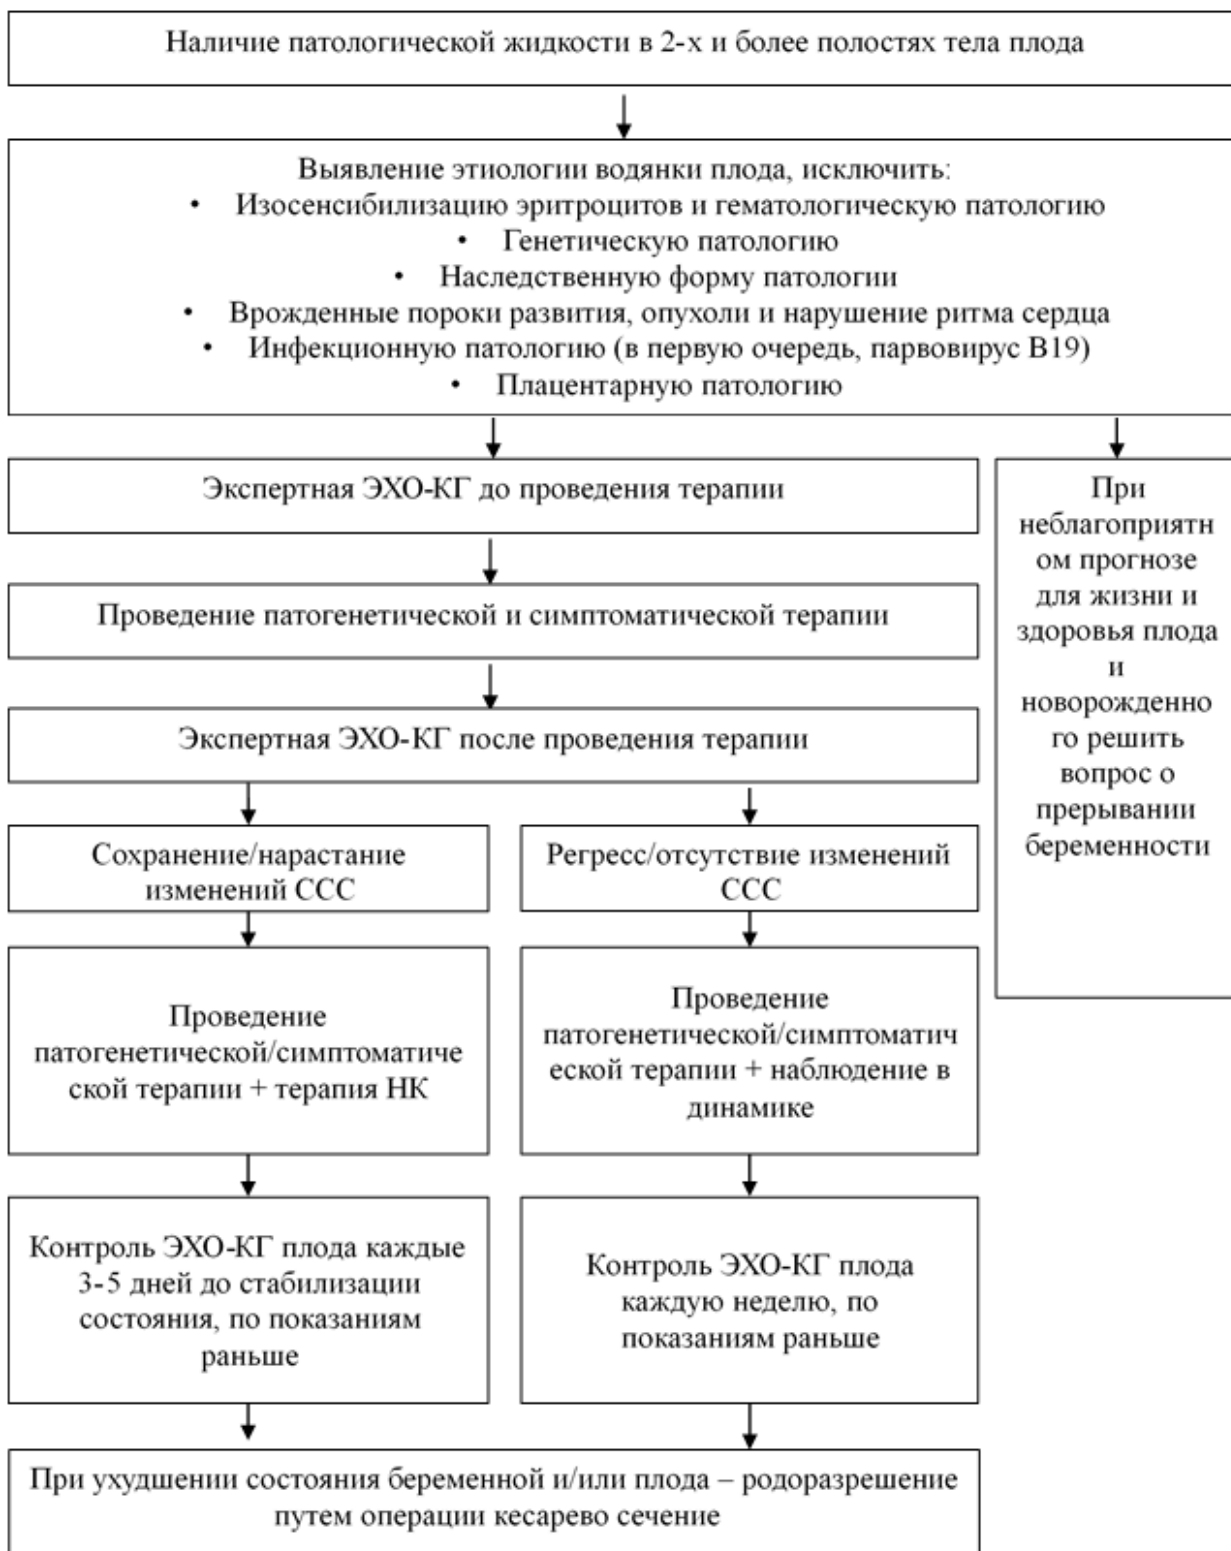 Наличие патологической жидкости в 2-х и более полостях тела плода
Выявление этиологии водянки плода, исключить:
• Изосенсибилизацию эритроцитов и гематологическую патологию
• Генетическую патологию
• Наследственную форму патологии
• Врожденные пороки развития, опухоли и нарушение ритма сердца
• Инфекционную патологию (в первую очередь, парвовирус В19)
• Плацентарную патологию
Экспертная ЭХО-КГ до проведения терапии
Проведение патогенетической и симптоматической терапии
Экспертная ЭХО-КГ после проведения терапии
Сохранение/нарастание
изменений ССС
Проведение
патогенетической/симптоматиче
ской терапии + терапия НК
Контроль ЭХО-КГ плода каждые
3-5 дней до стабилизации
состояния, по показаниям
раньше
Регресс/отсутствие изменений
ССС
Проведение
патогенетической/симптомати
ческой терапии + наблюдение в
динамике
Контроль ЭХО-КГ плода
каждую неделю, по
показаниям раньше
При ухудшении состояния беременной и/или плода – родоразрешение
путем операции кесарево сечение
При
неблагоприятн
ом прогнозе
для жизни и
здоровья плода
и
новорожденно
го решить
вопрос о
прерывании
беременности